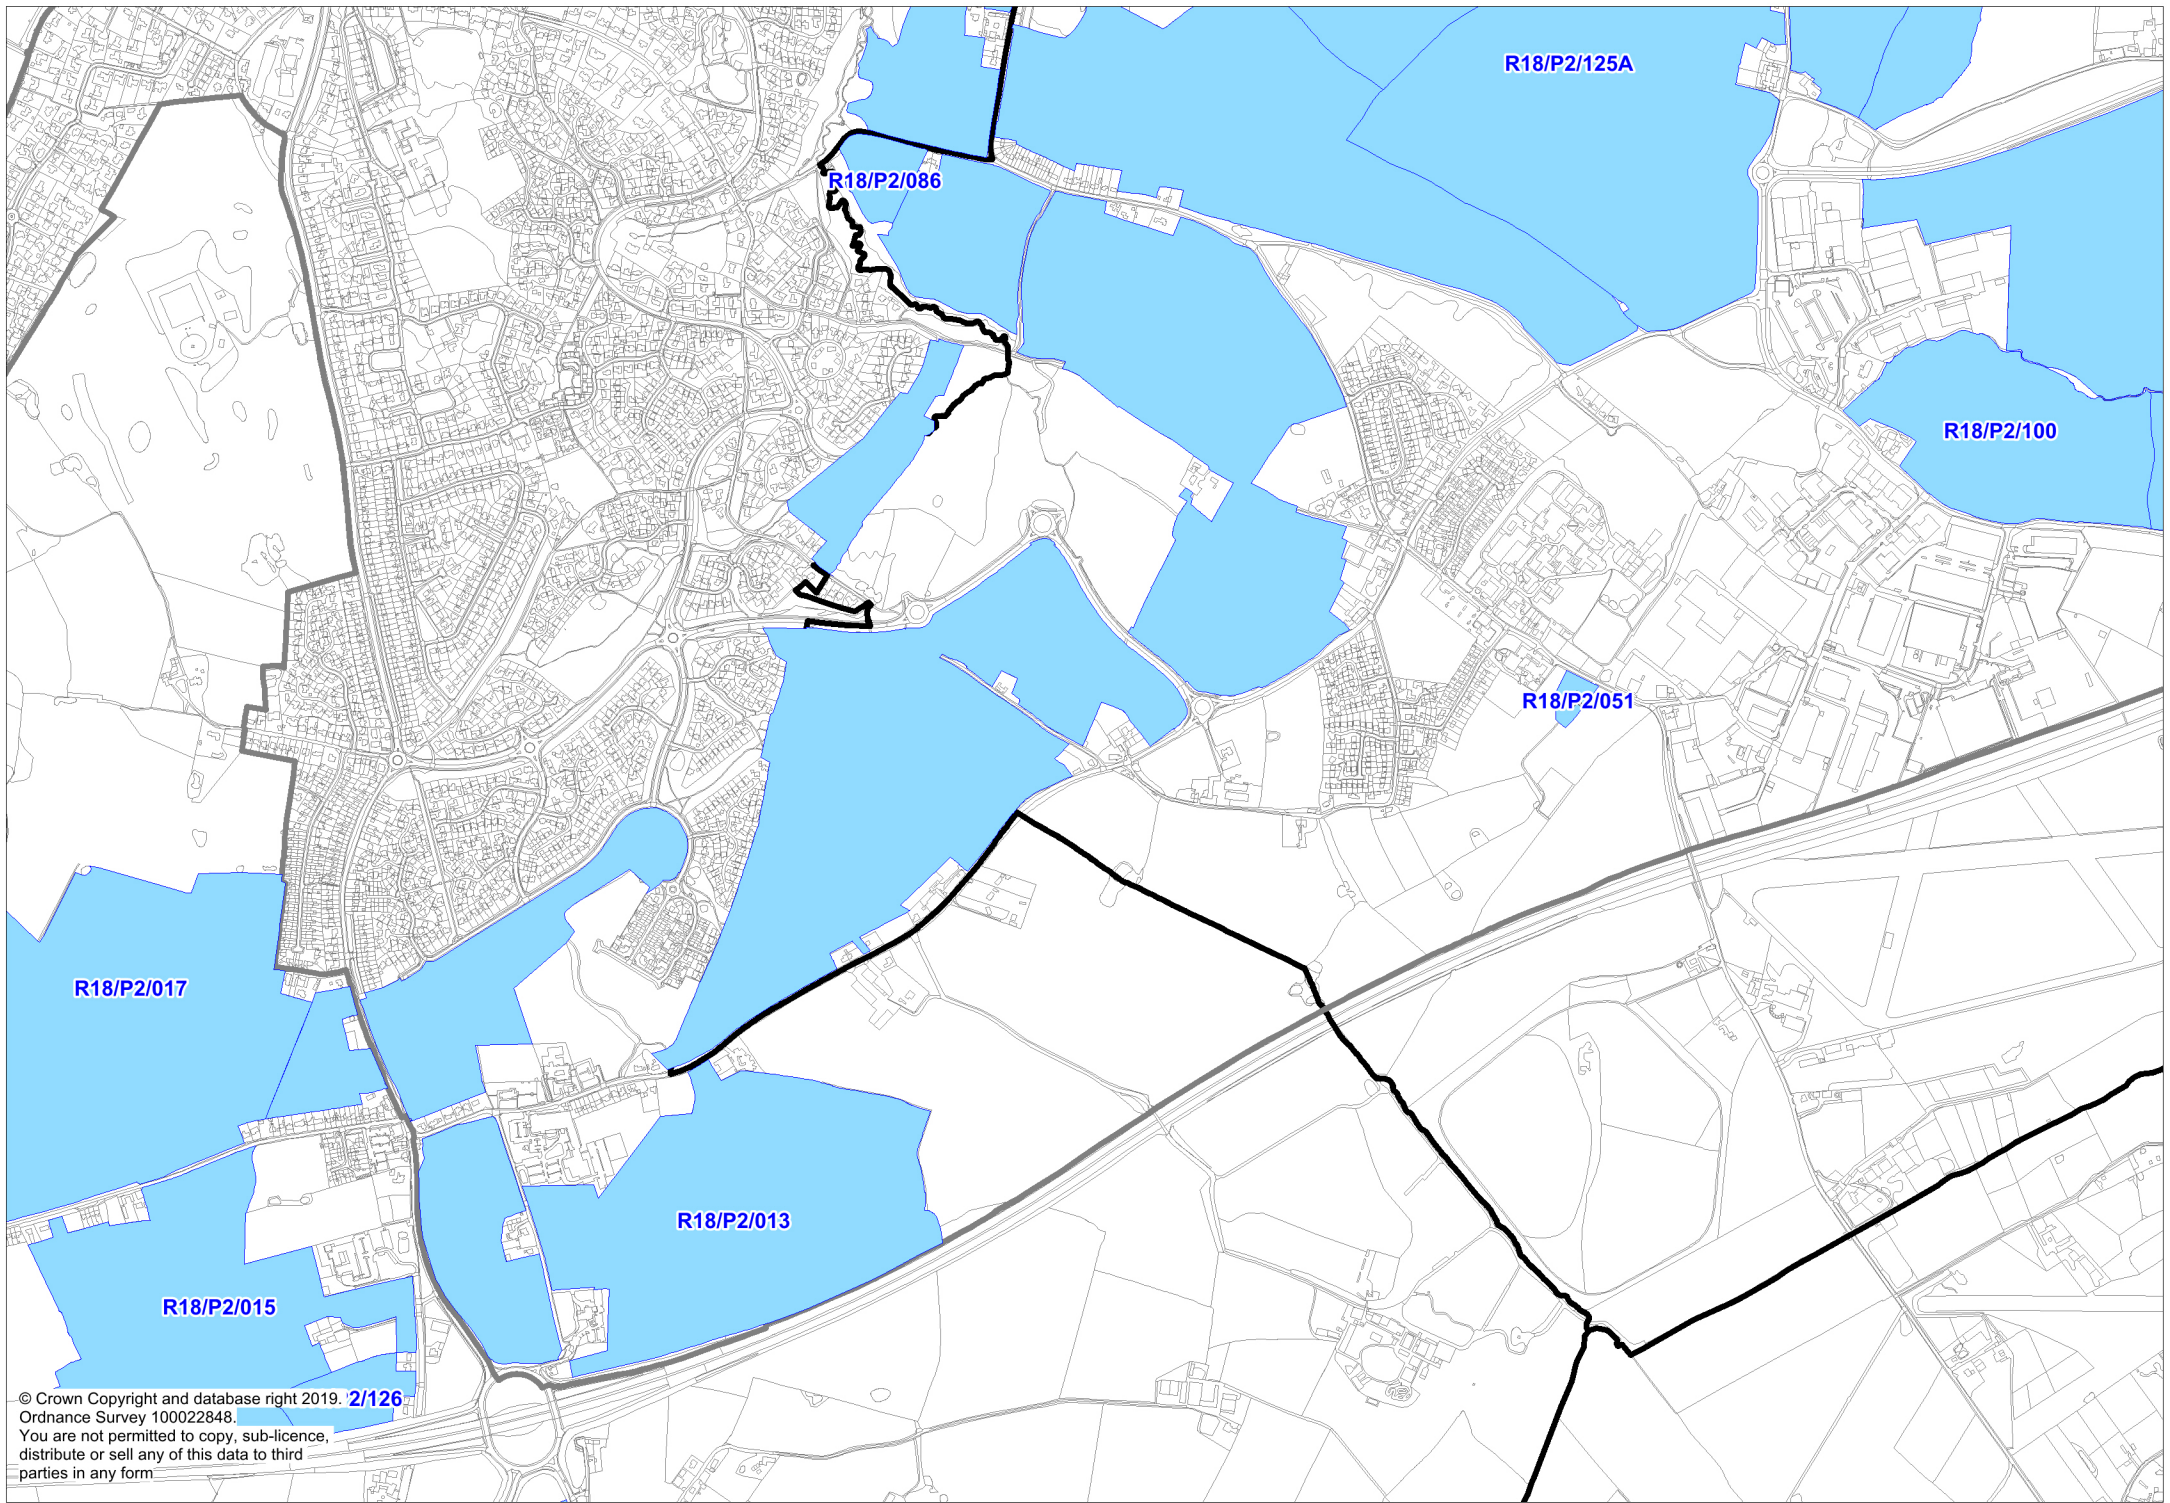 R18/P2/125A
R18/P2/086
R18/P2/100
R18/P2/051
R18/P2/017
R18/P2/013
R18/P2/015
2/126
© Crown Copyright and database right 2019.
Ordnance Survey 100022848.
You are not permitted to copy, sub-licence,
distribute or sell any of this data to third
parties in any form